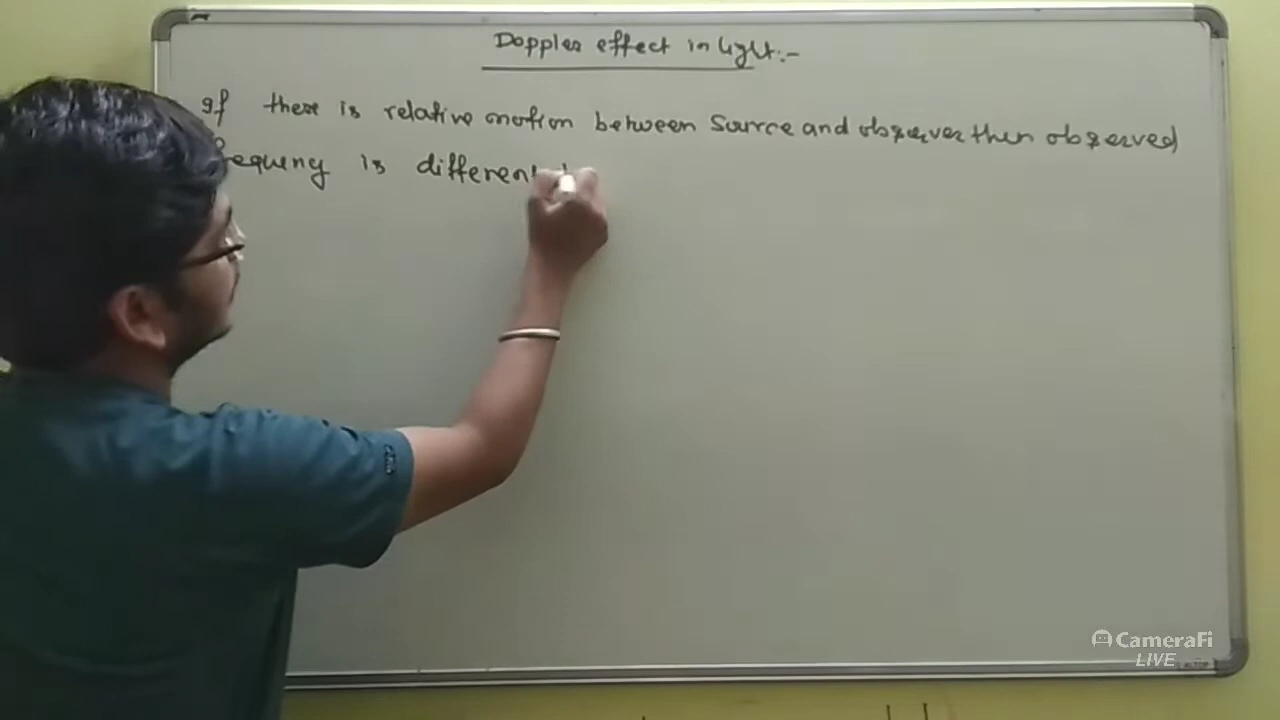 Doppler effect in light:-
If there is relative motion between Source and observer then observed
frequency is different
CameraFi
LIVE